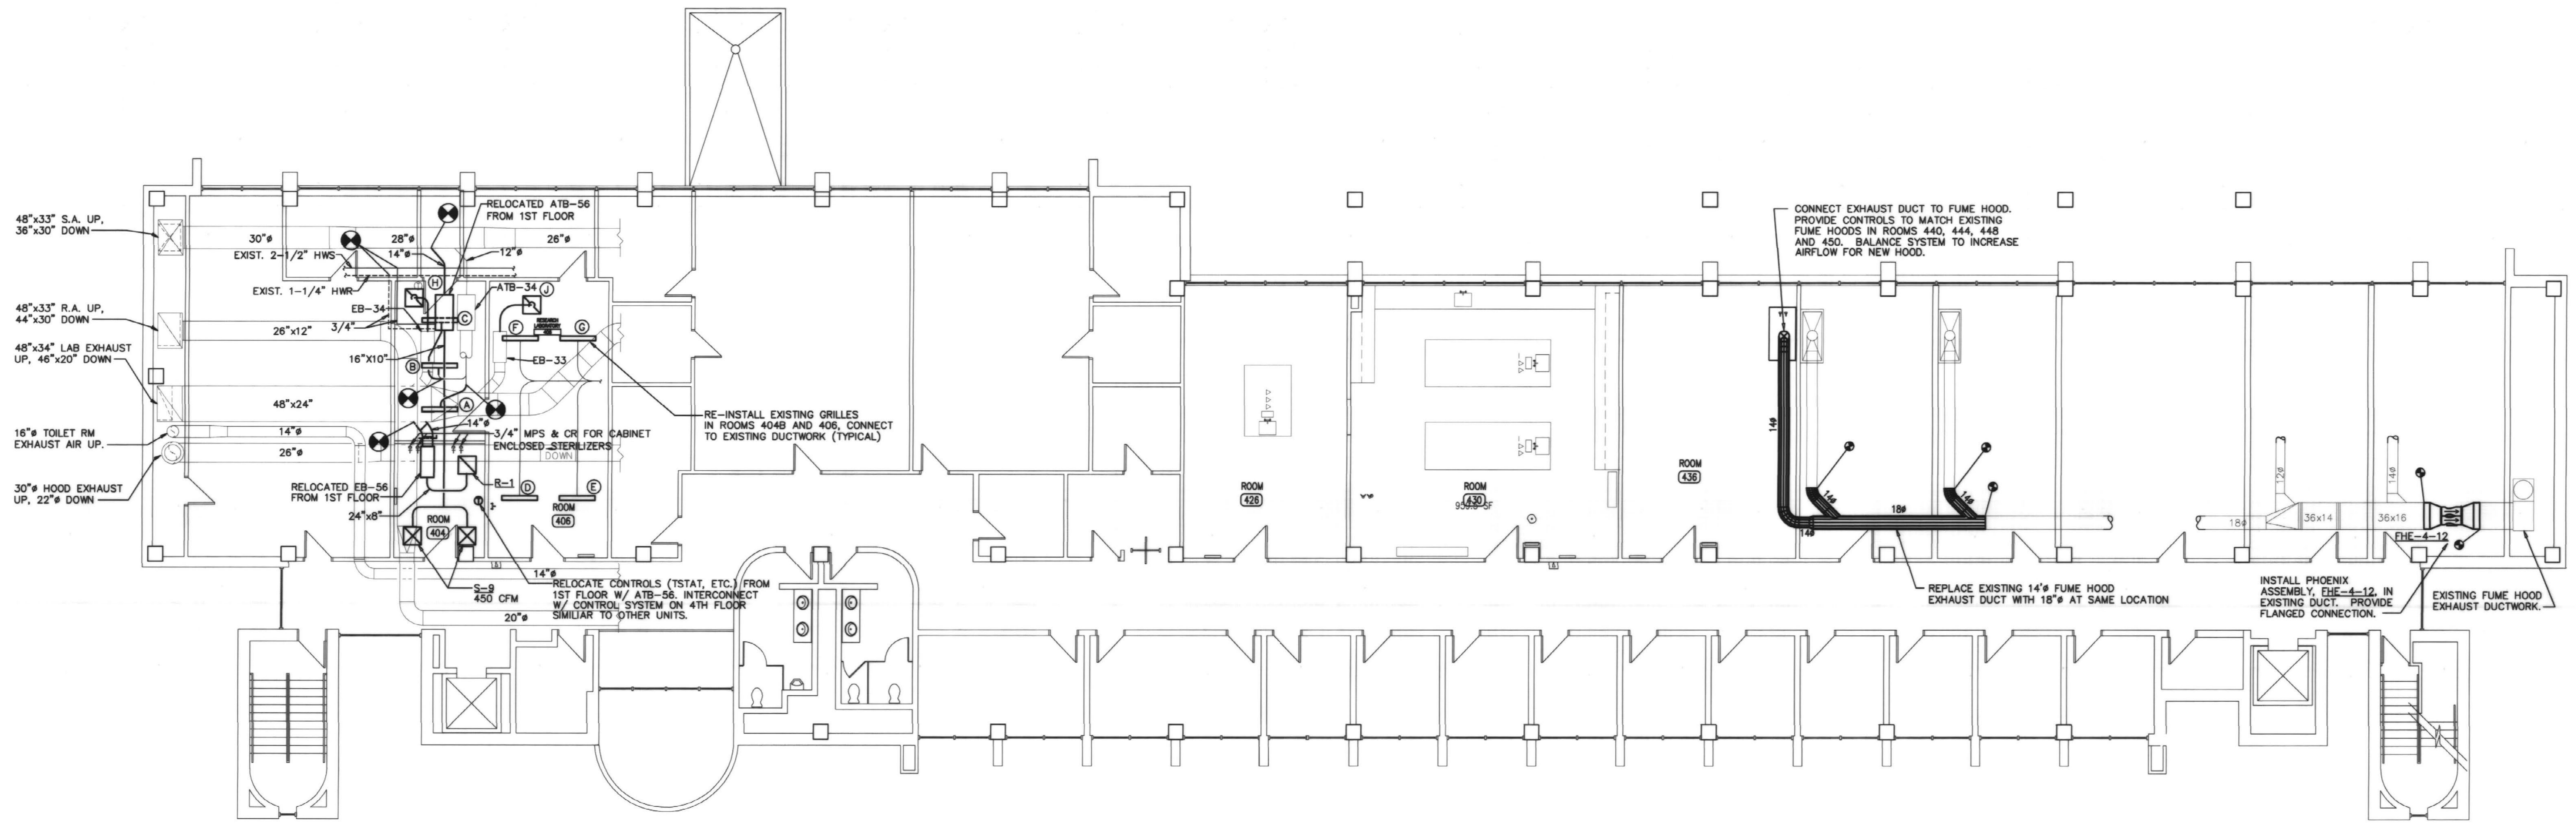 48"x33" S.A. UP,
36"x30" DOWN
48"x33" R.A. UP,
44"x30" DOWN
48"x34" LAB EXHAUST
UP, 46"x20" DOWN
16"ø TOILET RM
EXHAUST AIR UP.
30"ø HOOD EXHAUST
UP, 22"ø DOWN
30"ø
28"ø
26"ø
EXIST. 2-1/2" HWS
14"ø
12"ø
EXIST. 1-1/4" HWR
RELOCATED ATB-56
FROM 1ST FLOOR
H
ATB-34
J
EB-34
3/4"
C
F
RESEARCH
LABORATORY
G
26"x12"
16"X10"
EB-33
B
48"x24"
A
14"ø
14"ø
26"ø
RE-INSTALL EXISTING GRILLES
IN ROOMS 404B AND 406, CONNECT
TO EXISTING DUCTWORK (TYPICAL)
3/4" MPS & CR FOR CABINET
ENCLOSED STERILIZERS
DOWN
RELOCATED EB-56
FROM 1ST FLOOR
R-1
24"x8"
D
E
ROOM
404
ROOM
406
S-9
450 CFM
14"ø
20"ø
RELOCATE CONTROLS (TSTAT, ETC.) FROM
1ST FLOOR W/ ATB-56. INTERCONNECT
W/ CONTROL SYSTEM ON 4TH FLOOR
SIMILIAR TO OTHER UNITS.
ROOM
426
ROOM
430
ROOM
436
CONNECT EXHAUST DUCT TO FUME HOOD.
PROVIDE CONTROLS TO MATCH EXISTING
FUME HOODS IN ROOMS 440, 444, 448
AND 450. BALANCE SYSTEM TO INCREASE
AIRFLOW FOR NEW HOOD.
14ø
14ø
14ø
18ø
14ø
REPLACE EXISTING 14"ø FUME HOOD
EXHAUST DUCT WITH 18"ø AT SAME LOCATION
12ø
14ø
18ø
36x14
36x16
FHE-4-12
INSTALL PHOENIX
ASSEMBLY, FHE-4-12, IN
EXISTING DUCT. PROVIDE
FLANGED CONNECTION.
EXISTING FUME HOOD
EXHAUST DUCTWORK.